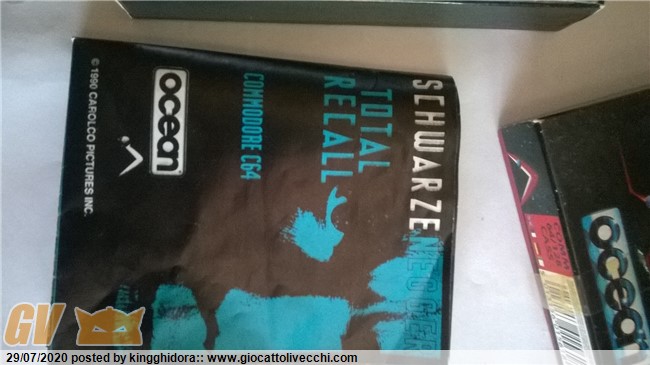 SCHWARZENEGGER
TOTAL
RECALL
COMMODORE C64
ocean
© 1990 CAROLCO PICTURES INC.
ocean
GV
29/07/2020 posted by kingghidora:: www.giocattolivecchi.com